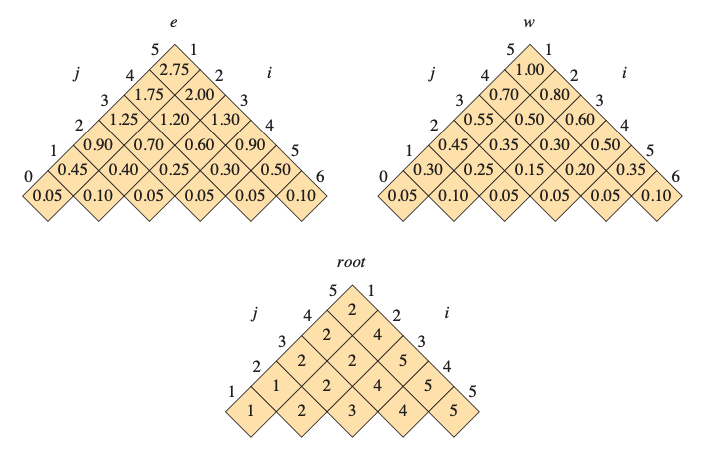 e
5 1
j 4 2.75 2 i
3 1.75 2.00 3
2 1.25 1.20 1.30 4
1 0.90 0.70 0.60 0.90 5
0 0.45 0.40 0.25 0.30 0.50 6
0.05 0.10 0.05 0.05 0.05 0.10
w
5 1
j 4 1.00 2 i
3 0.70 0.80 3
2 0.55 0.50 0.60 4
1 0.45 0.35 0.30 0.50 5
0 0.30 0.25 0.15 0.20 0.35 6
0.05 0.10 0.05 0.05 0.05 0.10
root
5 1
j 4 2 2 i
3 2 4 3
2 2 2 5 4
1 1 2 4 5 5
1 2 3 4 5